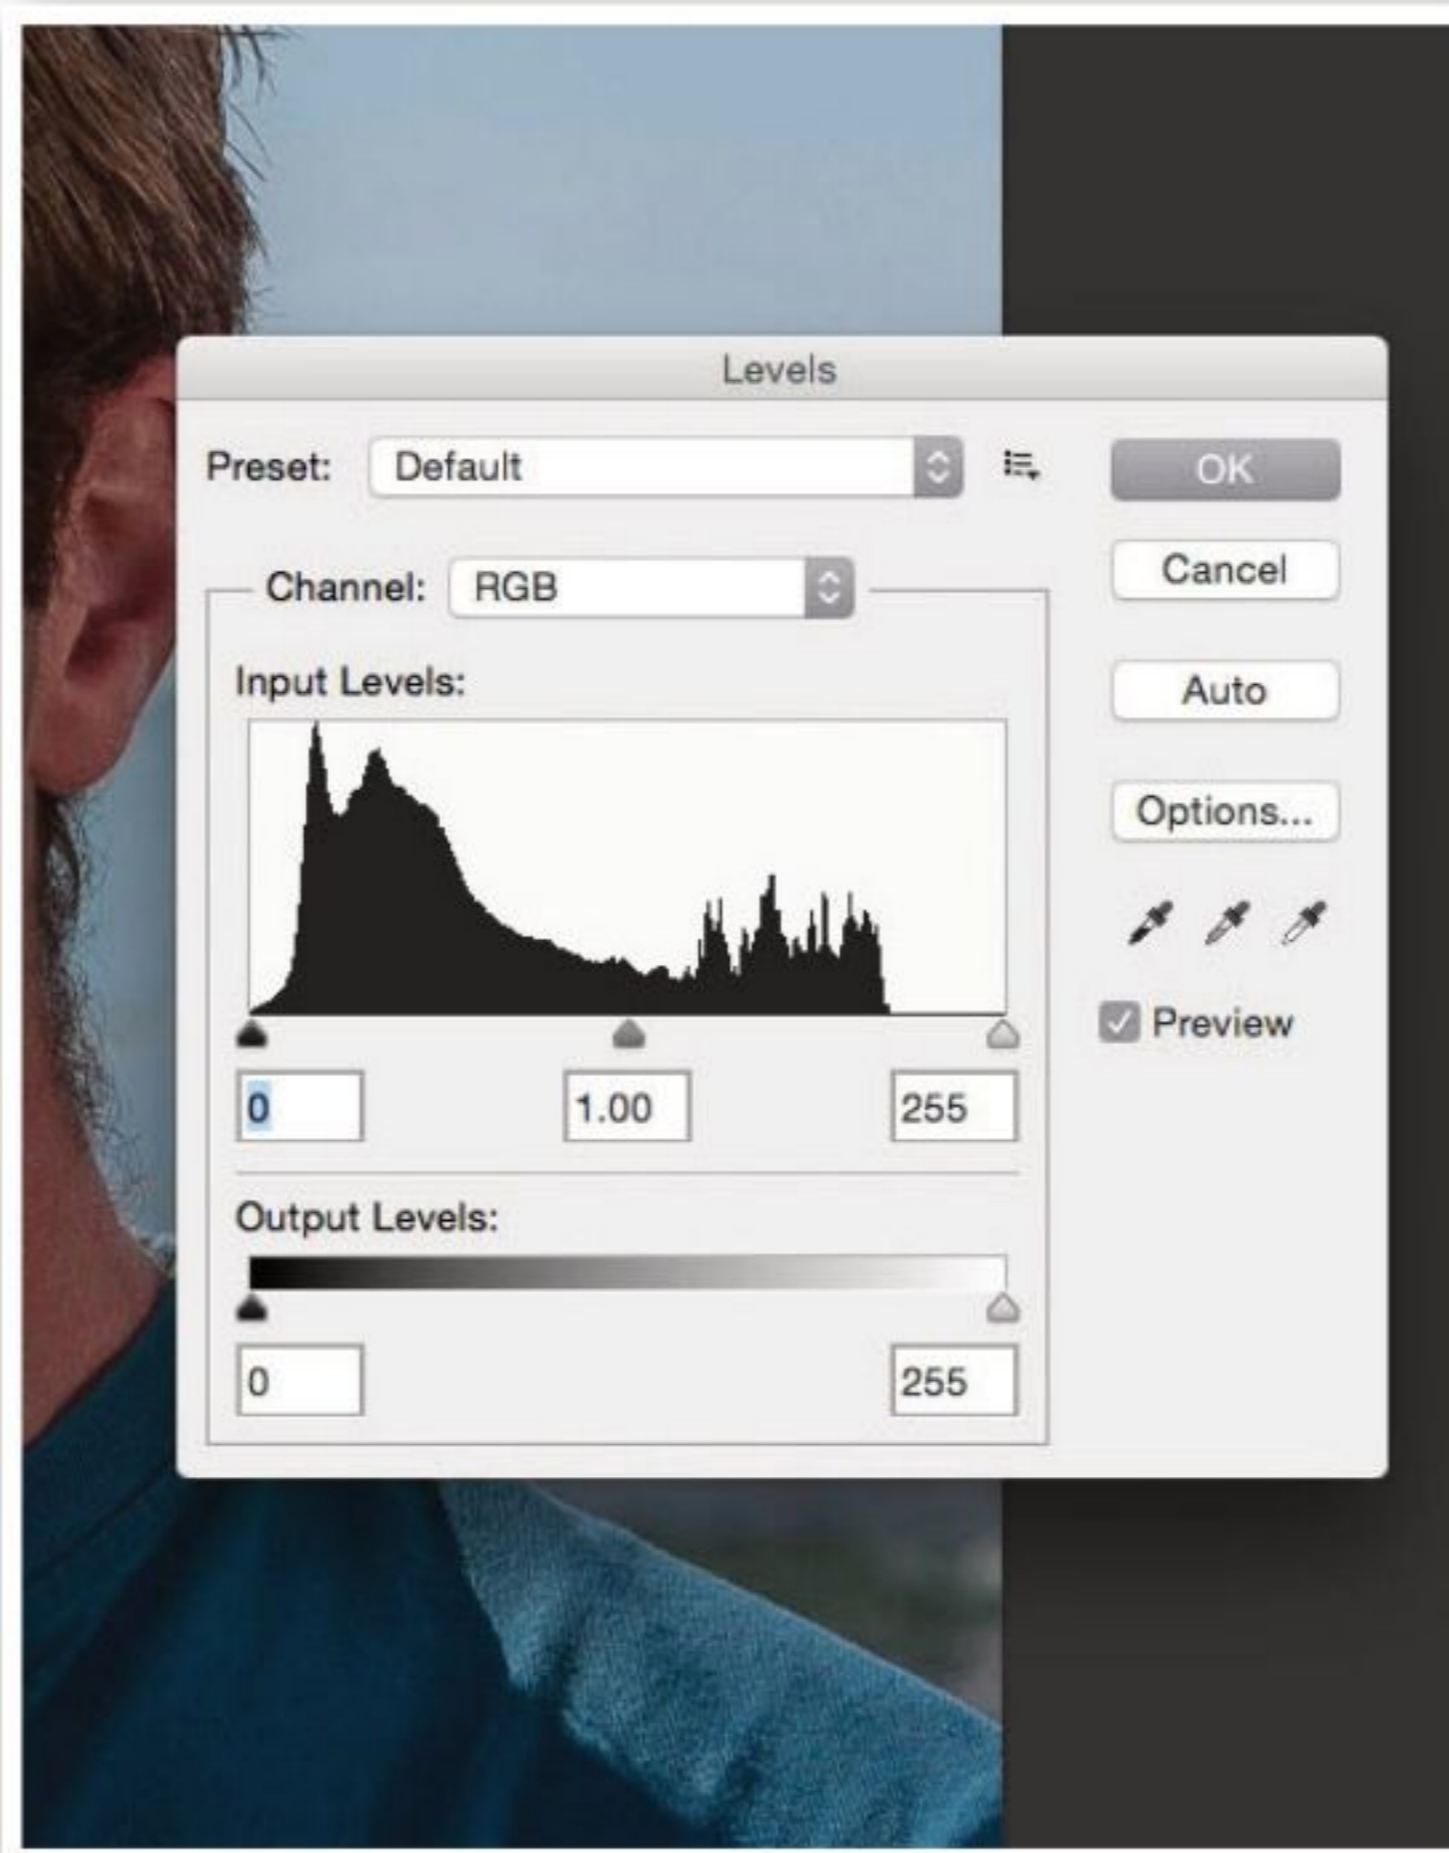 Levels
Preset: Default
OK
Channel: RGB
Cancel
Input Levels:
Auto
Options...
Preview
0 1.00 255
Output Levels:
0 255